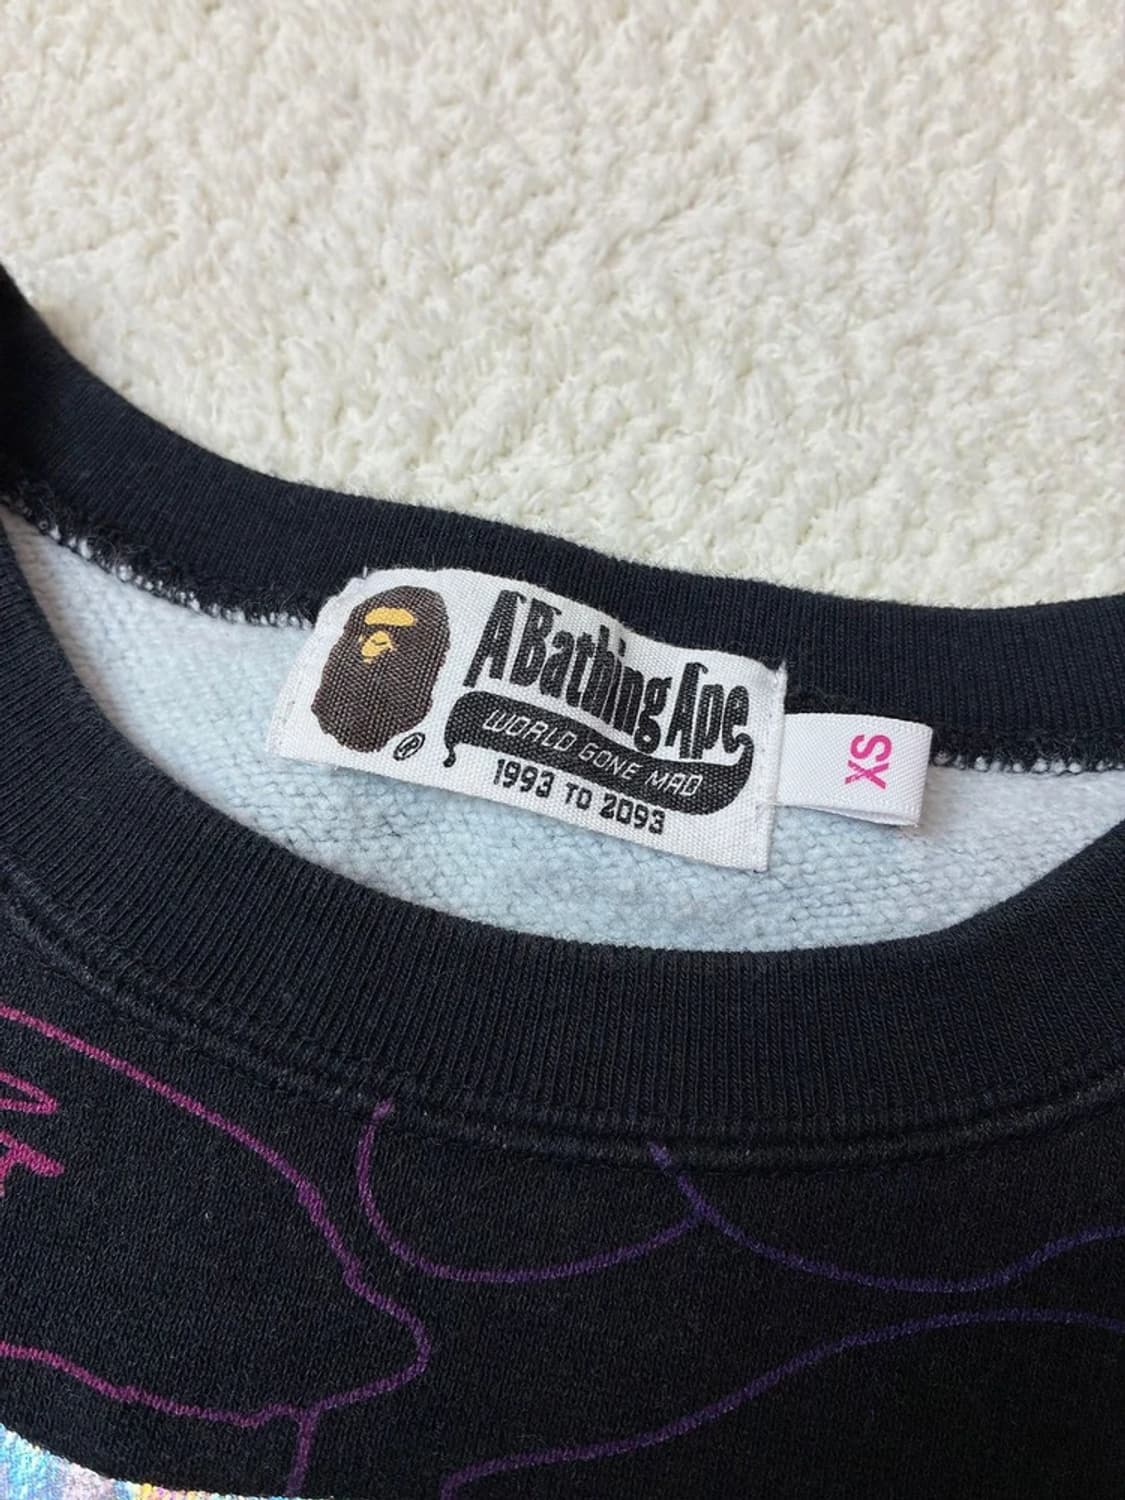 A Bathing Ape
WORLD GONE MAD
1993 TO 2093
®
XS